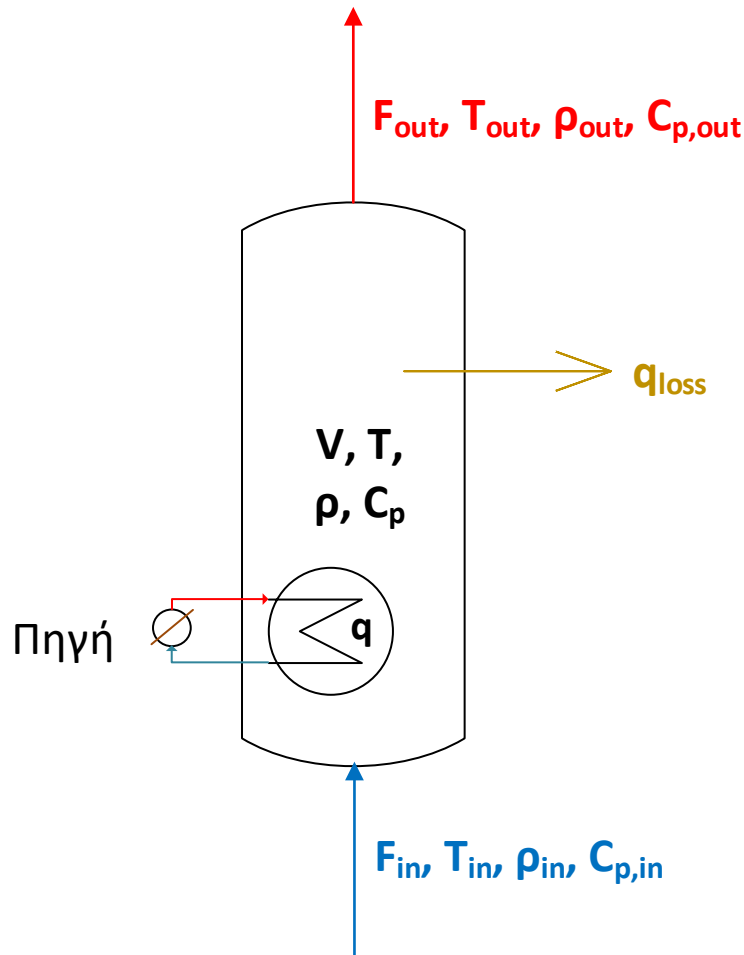 Fout, Tout, ρout, Cp,out
qloss
V, T,
ρ, Cp
Πηγή
q
Fin, Tin, ρin, Cp,in